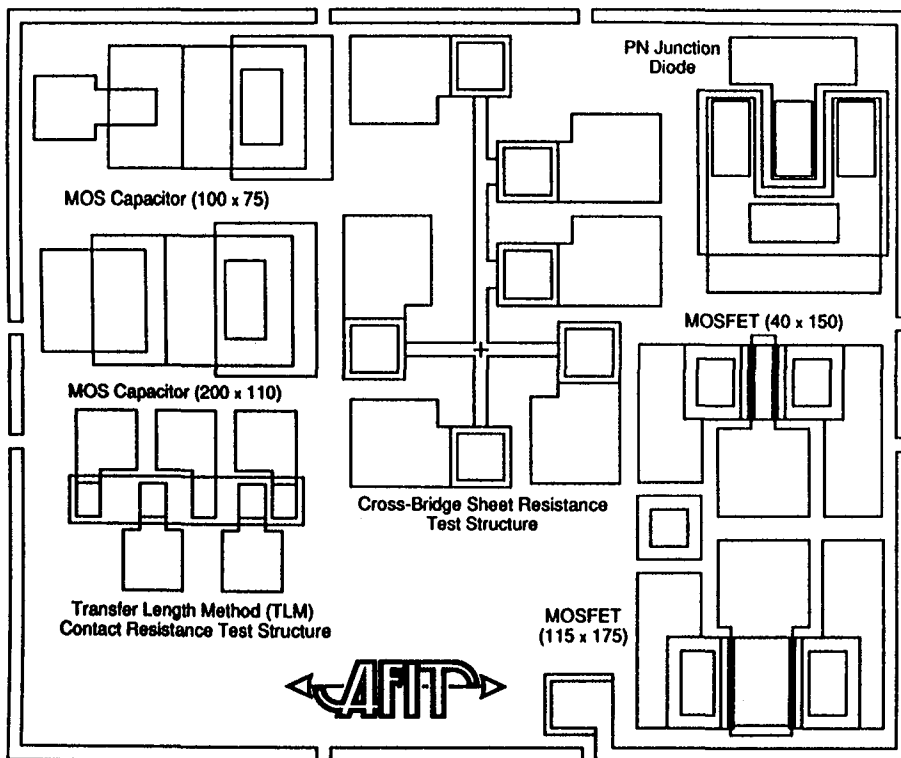 PN Junction
Diode
MOS Capacitor (100 x 75)
MOSFET (40 x 150)
MOS Capacitor (200 x 110)
Cross-Bridge Sheet Resistance
Test Structure
Transfer Length Method (TLM)
Contact Resistance Test Structure
MOSFET
(115 x 175)
AFIT